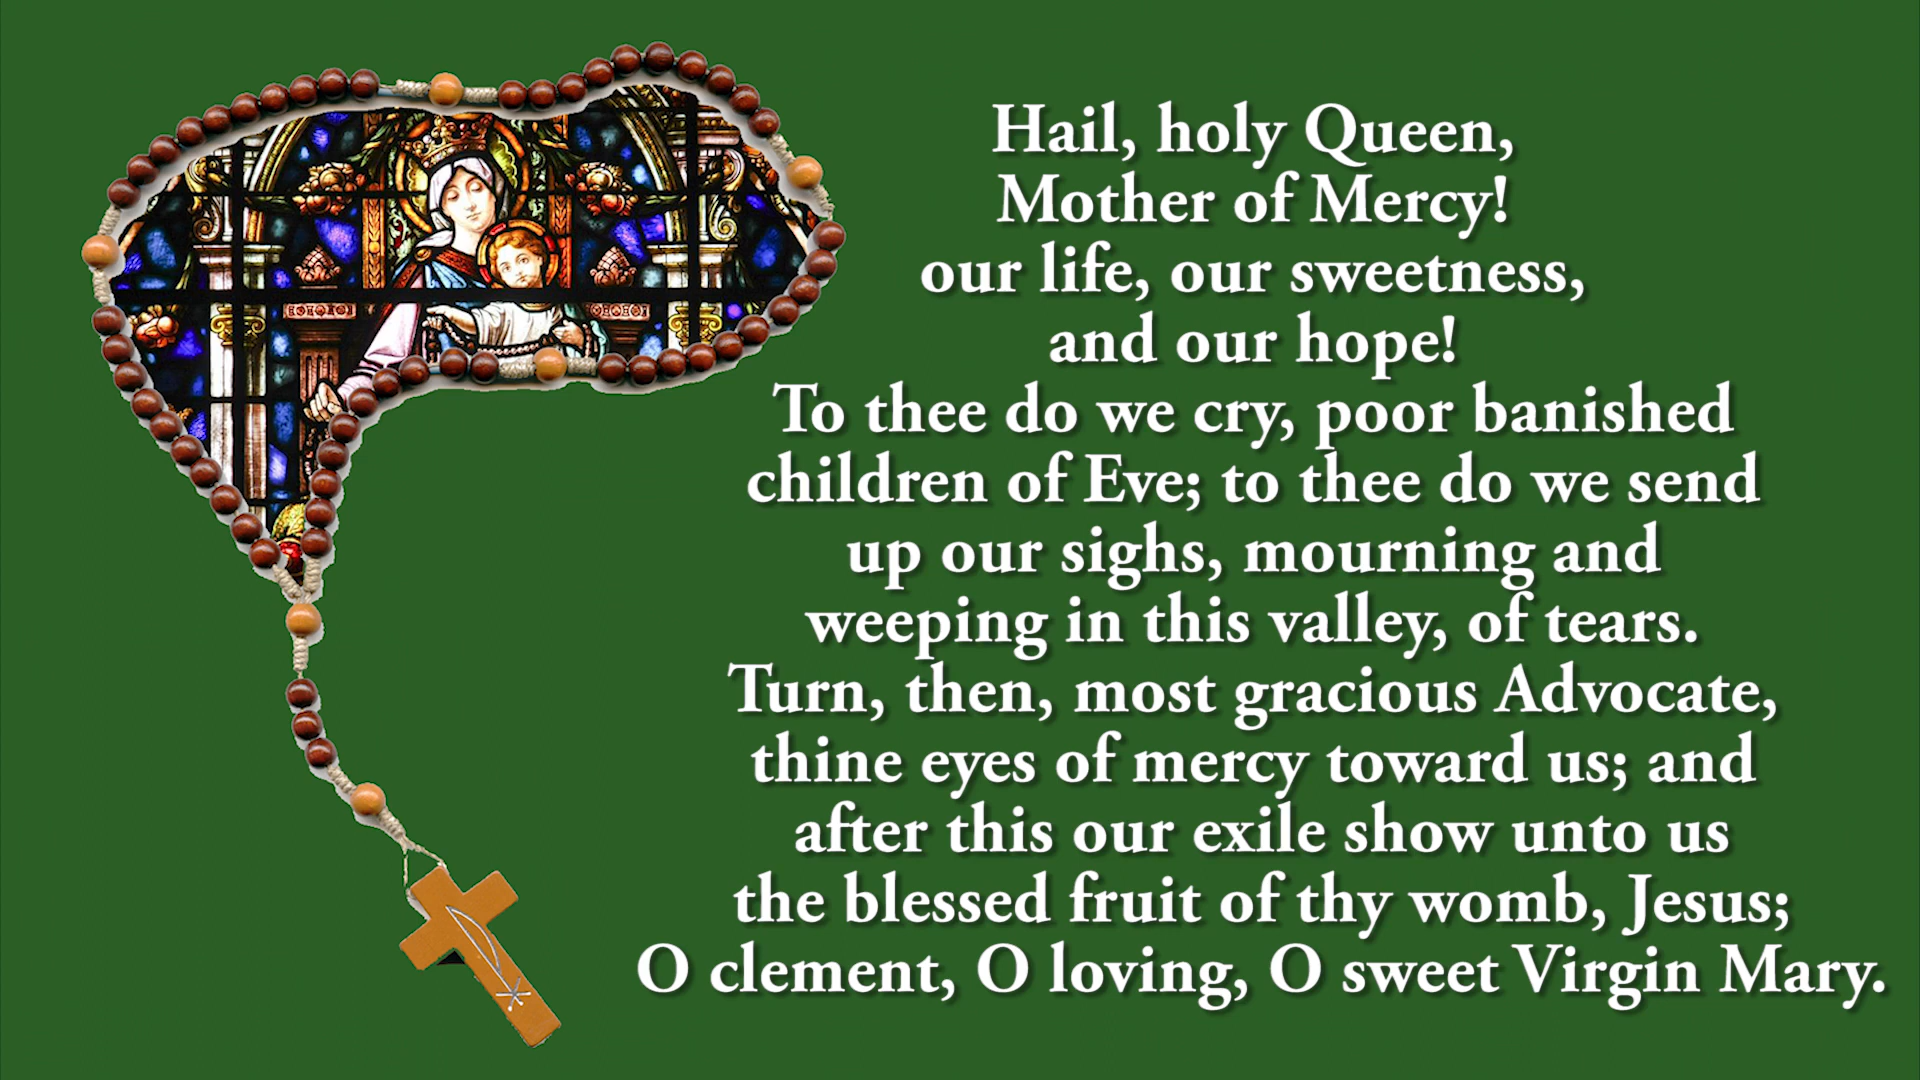 Hail, holy Queen,
Mother of Mercy!
our life, our sweetness,
and our hope!
To thee do we cry, poor banished
children of Eve; to thee do we send
up our sighs, mourning and
weeping in this valley, of tears.
Turn, then, most gracious Advocate,
thine eyes of mercy toward us; and
after this our exile show unto us
the blessed fruit of thy womb, Jesus;
O clement, O loving, O sweet Virgin Mary.